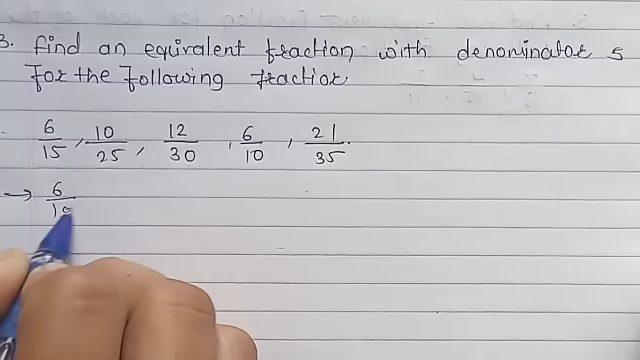 3. find an equivalent fraction with denominator 5
for the following fraction
6/15, 10/25, 12/30, 6/10, 21/35.
→ 6/1